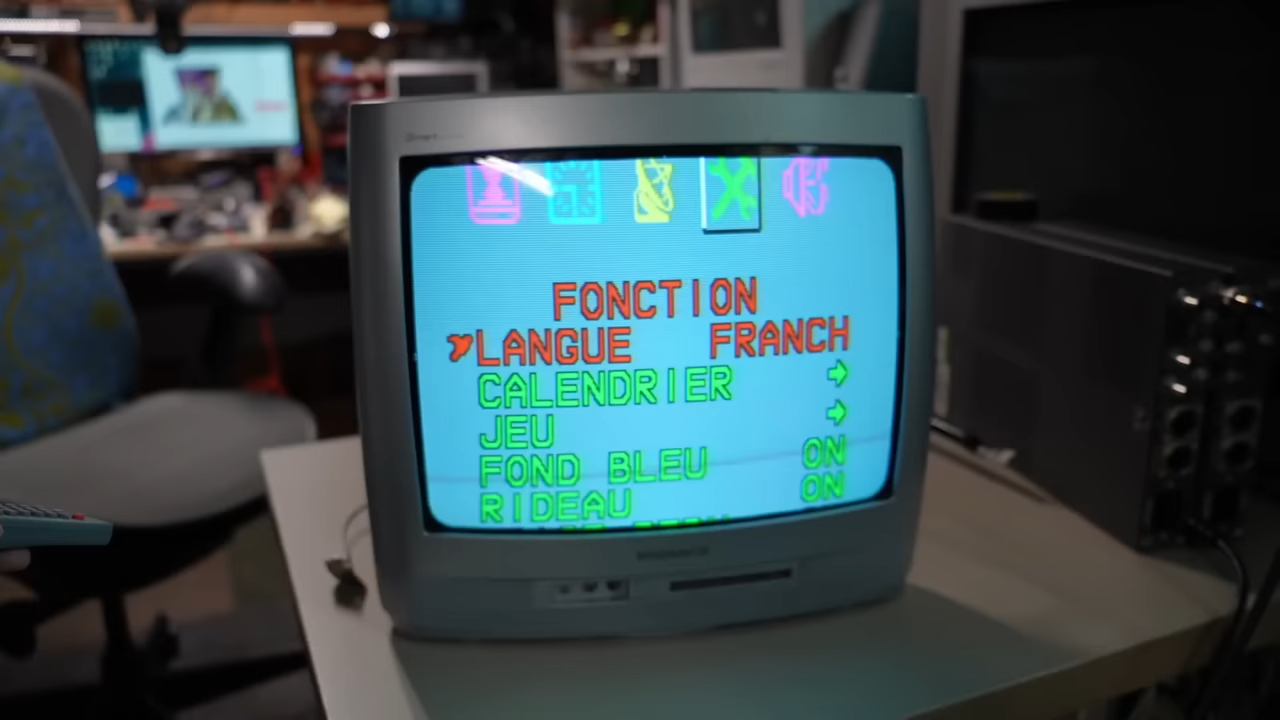 FONCTION
LANGUE FRANCH
CALENDRIER
JEU
FOND BLEU ON
RIDEAU ON